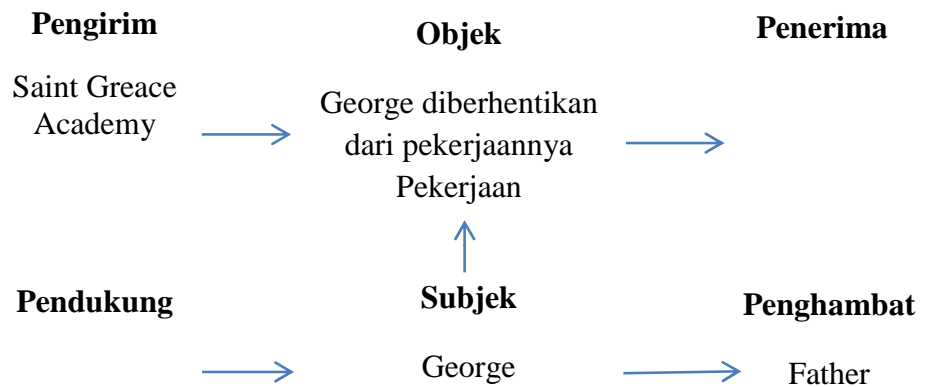 Pengirim
Objek
Penerima
Saint Greace
Academy
George diberhentikan
dari pekerjaannya
Pekerjaan
Pendukung
Subjek
Penghambat
George
Father